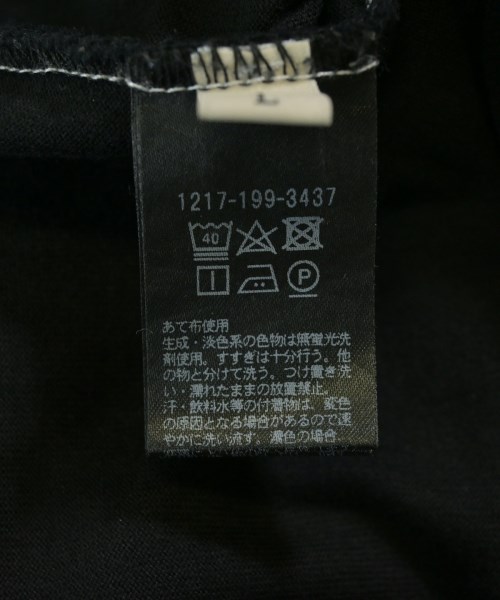 1217-199-3437
40
P
あて布使用
生成・淡色系の色物は無蛍光洗
剤使用。すすぎは十分行う。他
の物と分けて洗う。つけ置き洗
い・濡れたままの放置禁止。
汗・飲料水等の付着物は、変色
の原因となる場合があるので速
やかに洗い流す。濃色の場合、